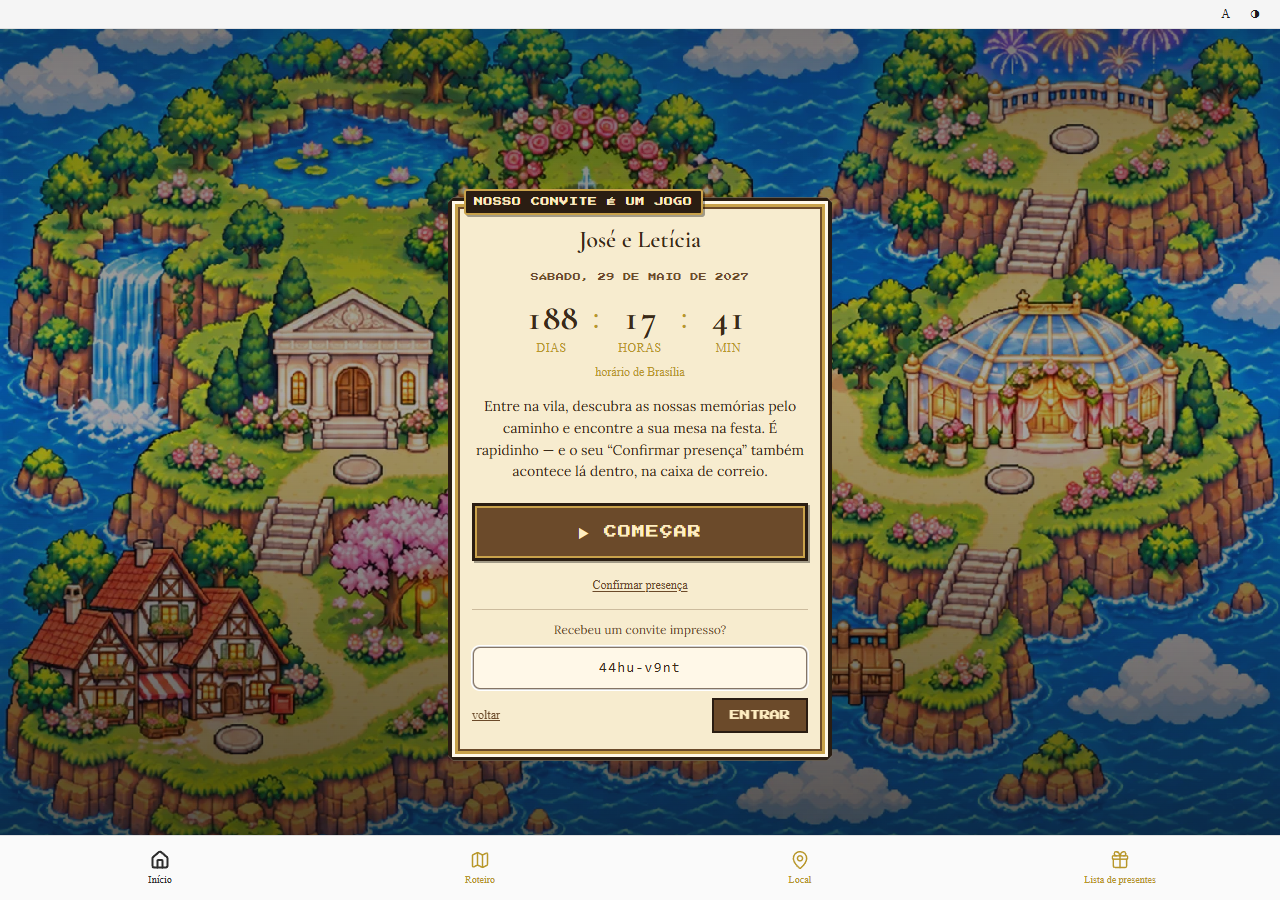 A
NOSSO CONVITE é UM JOGO
José e Letícia
SáBADO, 29 DE MAIO DE 2027
188 : 17 : 41
DIAS HORAS MIN
horário de Brasília
Entre na vila, descubra as nossas memórias pelo
caminho e encontre a sua mesa na festa. É
rapidinho — e o seu “Confirmar presença” também
acontece lá dentro, na caixa de correio.
▶ COMEÇAR
Confirmar presença
Recebeu um convite impresso?
44hu-v9nt
voltar
ENTRAR
Início
Roteiro
Local
Lista de presentes